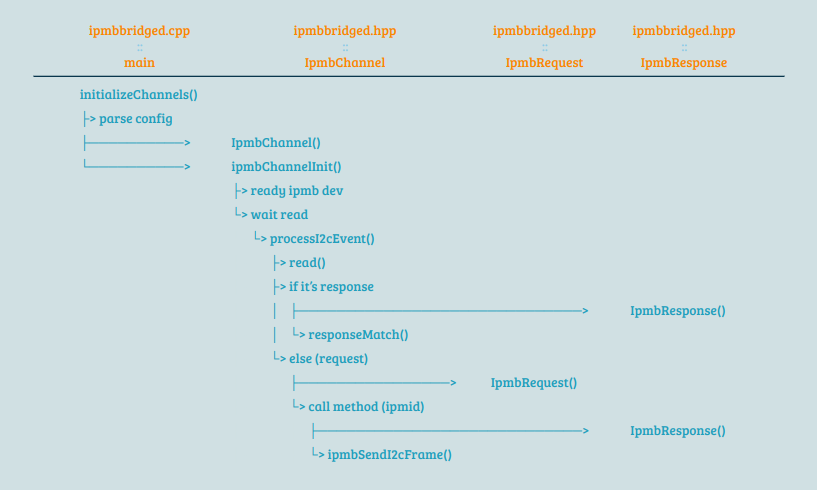 ipmbbridged.cpp ipmbbridged.hpp ipmbbridged.hpp ipmbbridged.hpp
:: :: :: ::
main IpmbChannel IpmbRequest IpmbResponse
initializeChannels()
├> parse config
├──────────> IpmbChannel()
└──────────> ipmbChannelInit()
├> ready ipmb dev
└> wait read
└> processI2cEvent()
├> read()
├> if it's response
│ ├──────────────────────────────> IpmbResponse()
│ └> responseMatch()
└> else (request)
├────────────────> IpmbRequest()
└> call method (ipmid)
├────────────────────────────> IpmbResponse()
└> ipmbSendI2cFrame()